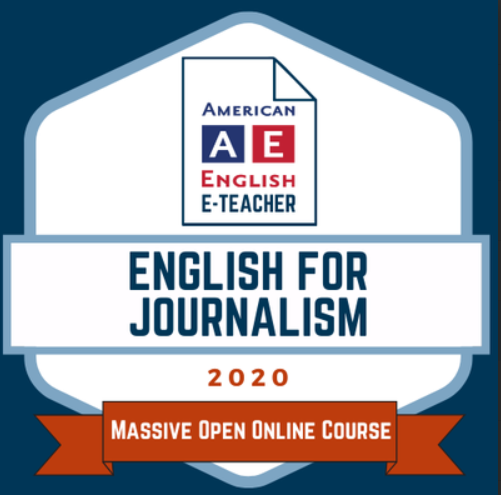 AMERICAN
A E
ENGLISH
E-TEACHER
ENGLISH FOR
JOURNALISM
2020
MASSIVE OPEN ONLINE COURSE